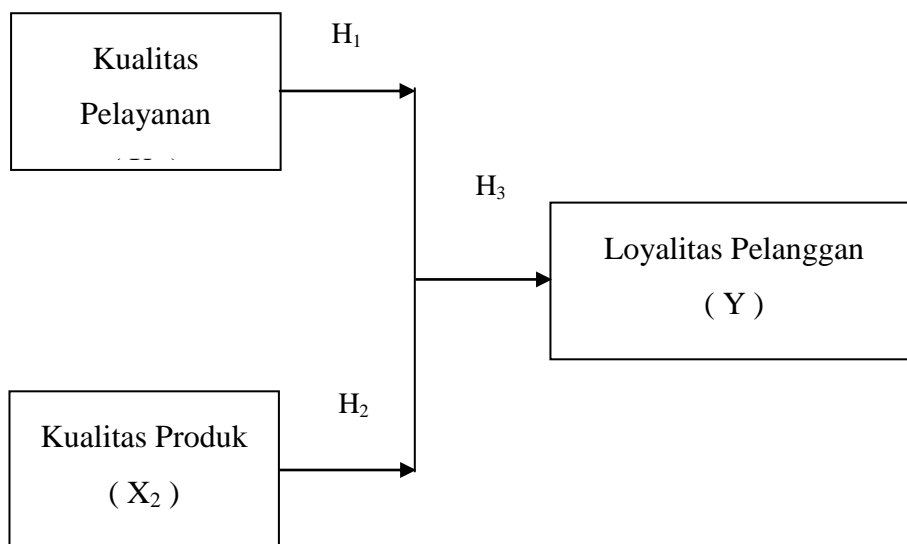 H₁
Kualitas
Pelayanan
H₃
Loyalitas Pelanggan
( Y )
H₂
Kualitas Produk
( X₂ )